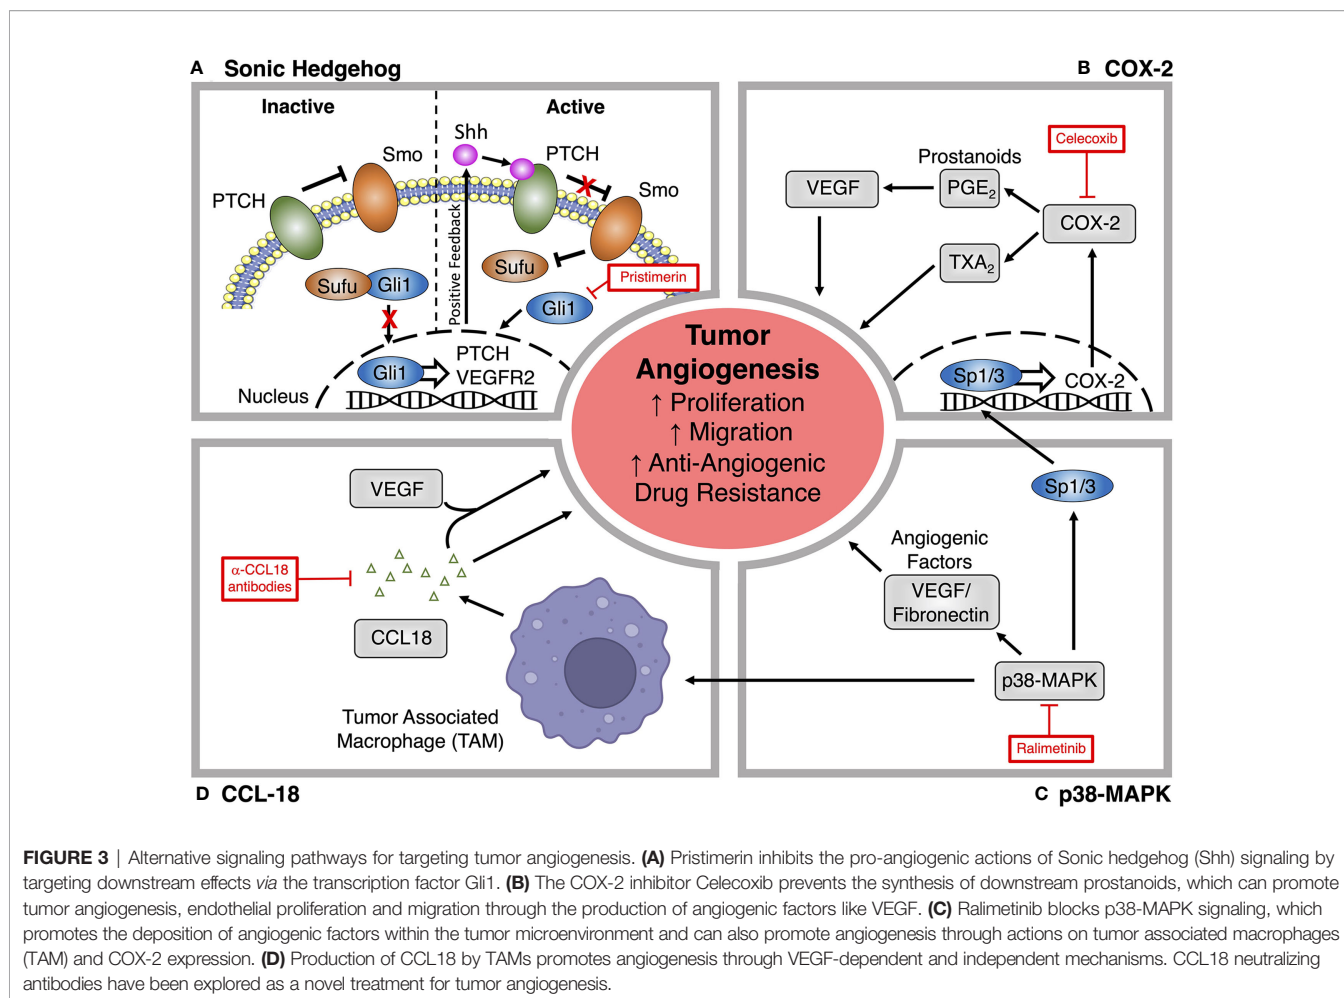 A Sonic Hedgehog
Inactive
Active
Shh
PTCH
Smo
Smo
PTCH
Positive Feedback
Sufu
Sufu
Gli1
Pristimerin
Gli1
Gli1
PTCH
VEGFR2
Nucleus
B COX-2
Celecoxib
Prostanoids
VEGF
PGE2
COX-2
TXA2
Sp1/3
COX-2
Tumor
Angiogenesis
↑ Proliferation
↑ Migration
↑ Anti-Angiogenic
Drug Resistance
VEGF
α-CCL18
antibodies
CCL18
Tumor Associated
Macrophage (TAM)
D CCL-18
Sp1/3
Angiogenic
Factors
VEGF/
Fibronectin
p38-MAPK
Ralimetinib
C p38-MAPK
FIGURE 3 | Alternative signaling pathways for targeting tumor angiogenesis. (A) Pristimerin inhibits the pro-angiogenic actions of Sonic hedgehog (Shh) signaling by
targeting downstream effects via the transcription factor Gli1. (B) The COX-2 inhibitor Celecoxib prevents the synthesis of downstream prostanoids, which can promote
tumor angiogenesis, endothelial proliferation and migration through the production of angiogenic factors like VEGF. (C) Ralimetinib blocks p38-MAPK signaling, which
promotes the deposition of angiogenic factors within the tumor microenvironment and can also promote angiogenesis through actions on tumor associated macrophages
(TAM) and COX-2 expression. (D) Production of CCL18 by TAMs promotes angiogenesis through VEGF-dependent and independent mechanisms. CCL18 neutralizing
antibodies have been explored as a novel treatment for tumor angiogenesis.